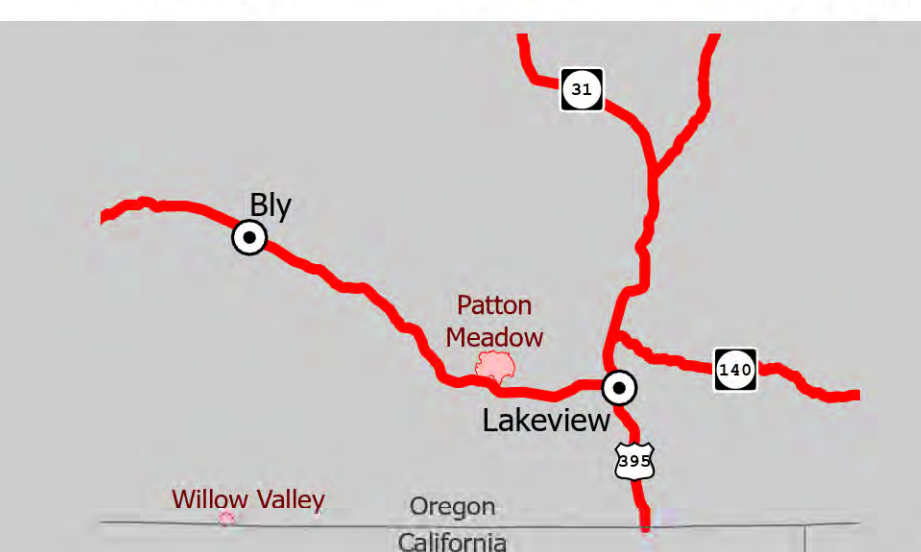 31
Bly
Patton
Meadow
140
Lakeview
395
Willow Valley
Oregon
California